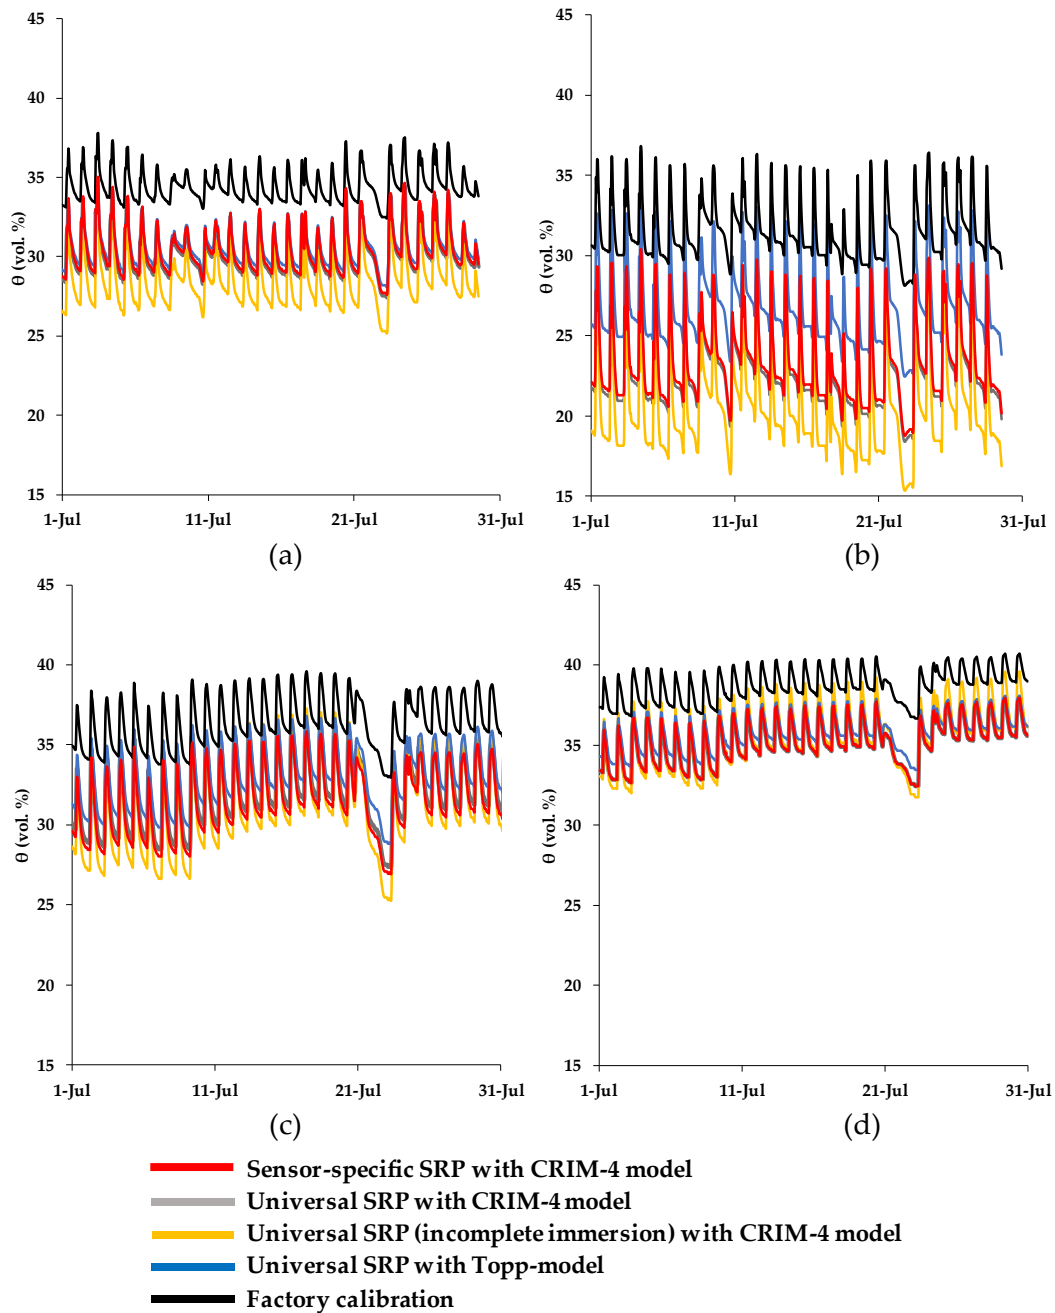 45
40
35
30
25
20
15
θ (vol. %)
1-Jul
11-Jul
21-Jul
31-Jul
(a)
45
40
35
30
25
20
15
θ (vol. %)
1-Jul
11-Jul
21-Jul
31-Jul
(b)
45
40
35
30
25
20
15
θ (vol. %)
1-Jul
11-Jul
21-Jul
31-Jul
(c)
45
40
35
30
25
20
15
θ (vol. %)
1-Jul
11-Jul
21-Jul
31-Jul
(d)
Sensor-specific SRP with CRIM-4 model
Universal SRP with CRIM-4 model
Universal SRP (incomplete immersion) with CRIM-4 model
Universal SRP with Topp-model
Factory calibration